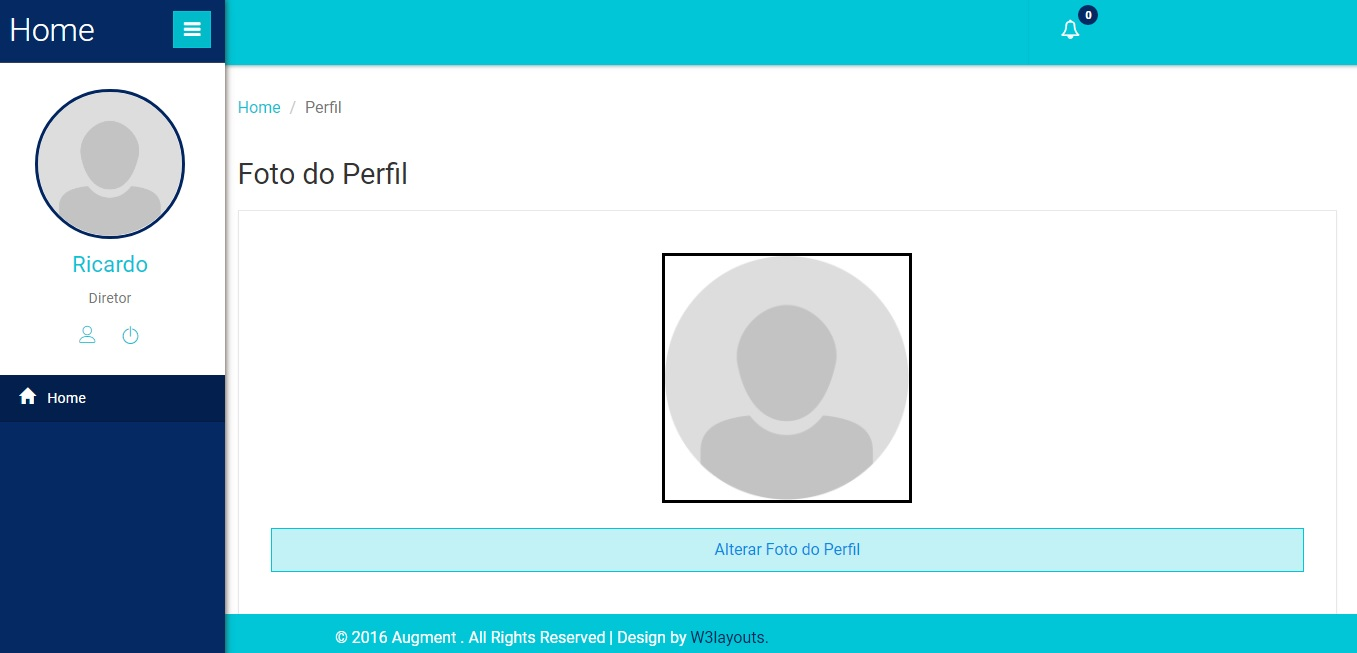 Home
0
Ricardo
Diretor
Home
Home / Perfil
Foto do Perfil
Alterar Foto do Perfil
© 2016 Augment . All Rights Reserved | Design by W3layouts.